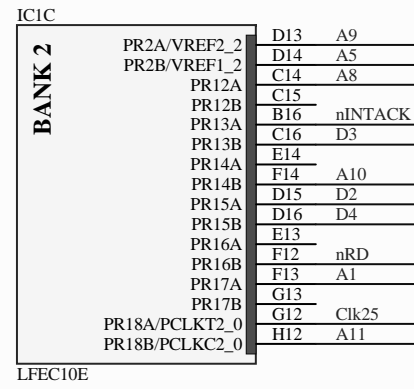 IC1C
BANK 2
PR2A/VREF2_2 D13 A9
PR2B/VREF1_2 D14 A5
PR12A C14 A8
PR12B C15
PR13A B16 nINTACK
PR13B C16 D3
PR14A E14
PR14B F14 A10
PR15A D15 D2
PR15B D16 D4
PR16A E13
PR16B F12 nRD
PR17A F13 A1
PR17B G13
PR18A/PCLKT2_0 G12 Clk25
PR18B/PCLKC2_0 H12 A11
LFEC10E